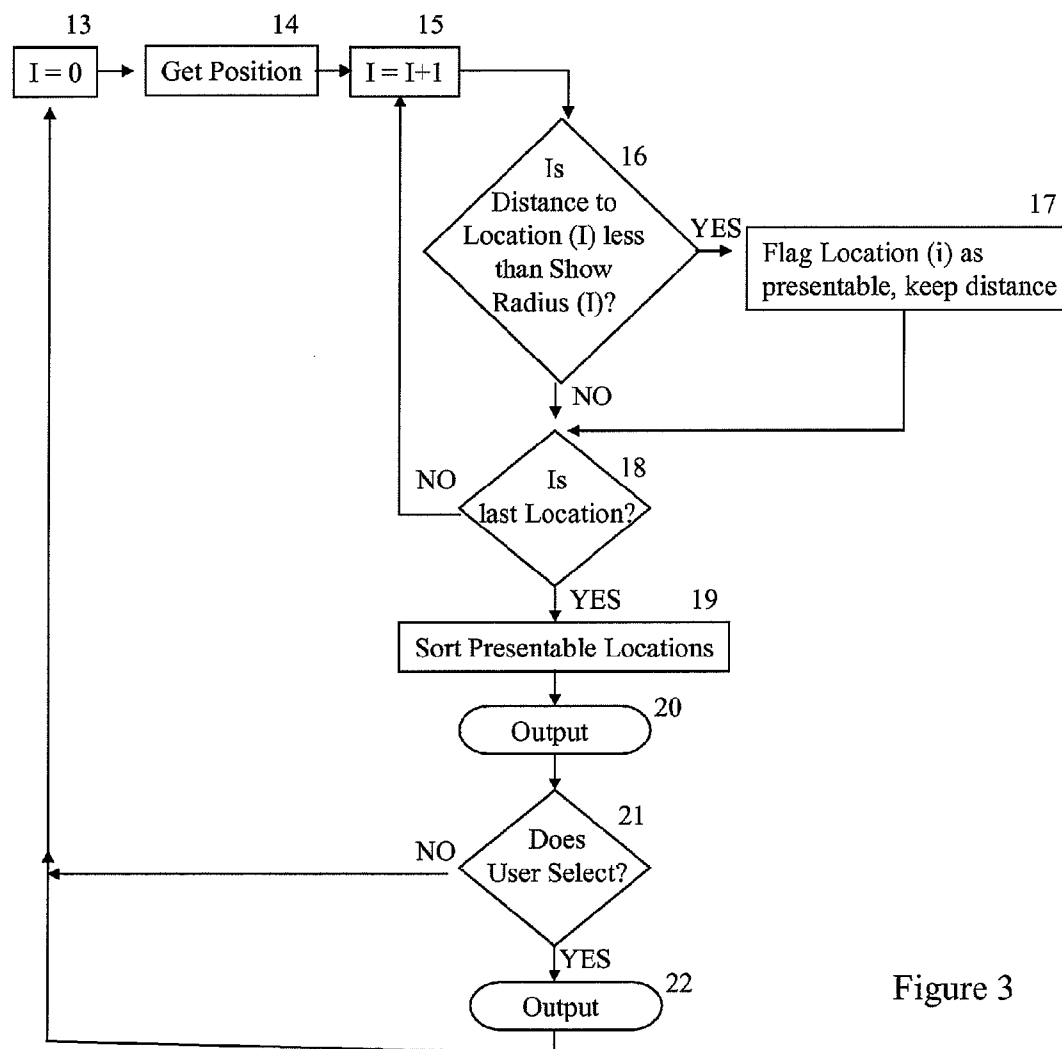 13
14
15
I = 0
Get Position
I = I+1
16
Is
Distance to
Location (I) less
than Show
Radius (I)?
YES
17
Flag Location (i) as
presentable, keep distance
NO
18
Is
last Location?
NO
YES
19
Sort Presentable Locations
20
Output
21
Does
User Select?
NO
YES
22
Output
Figure 3